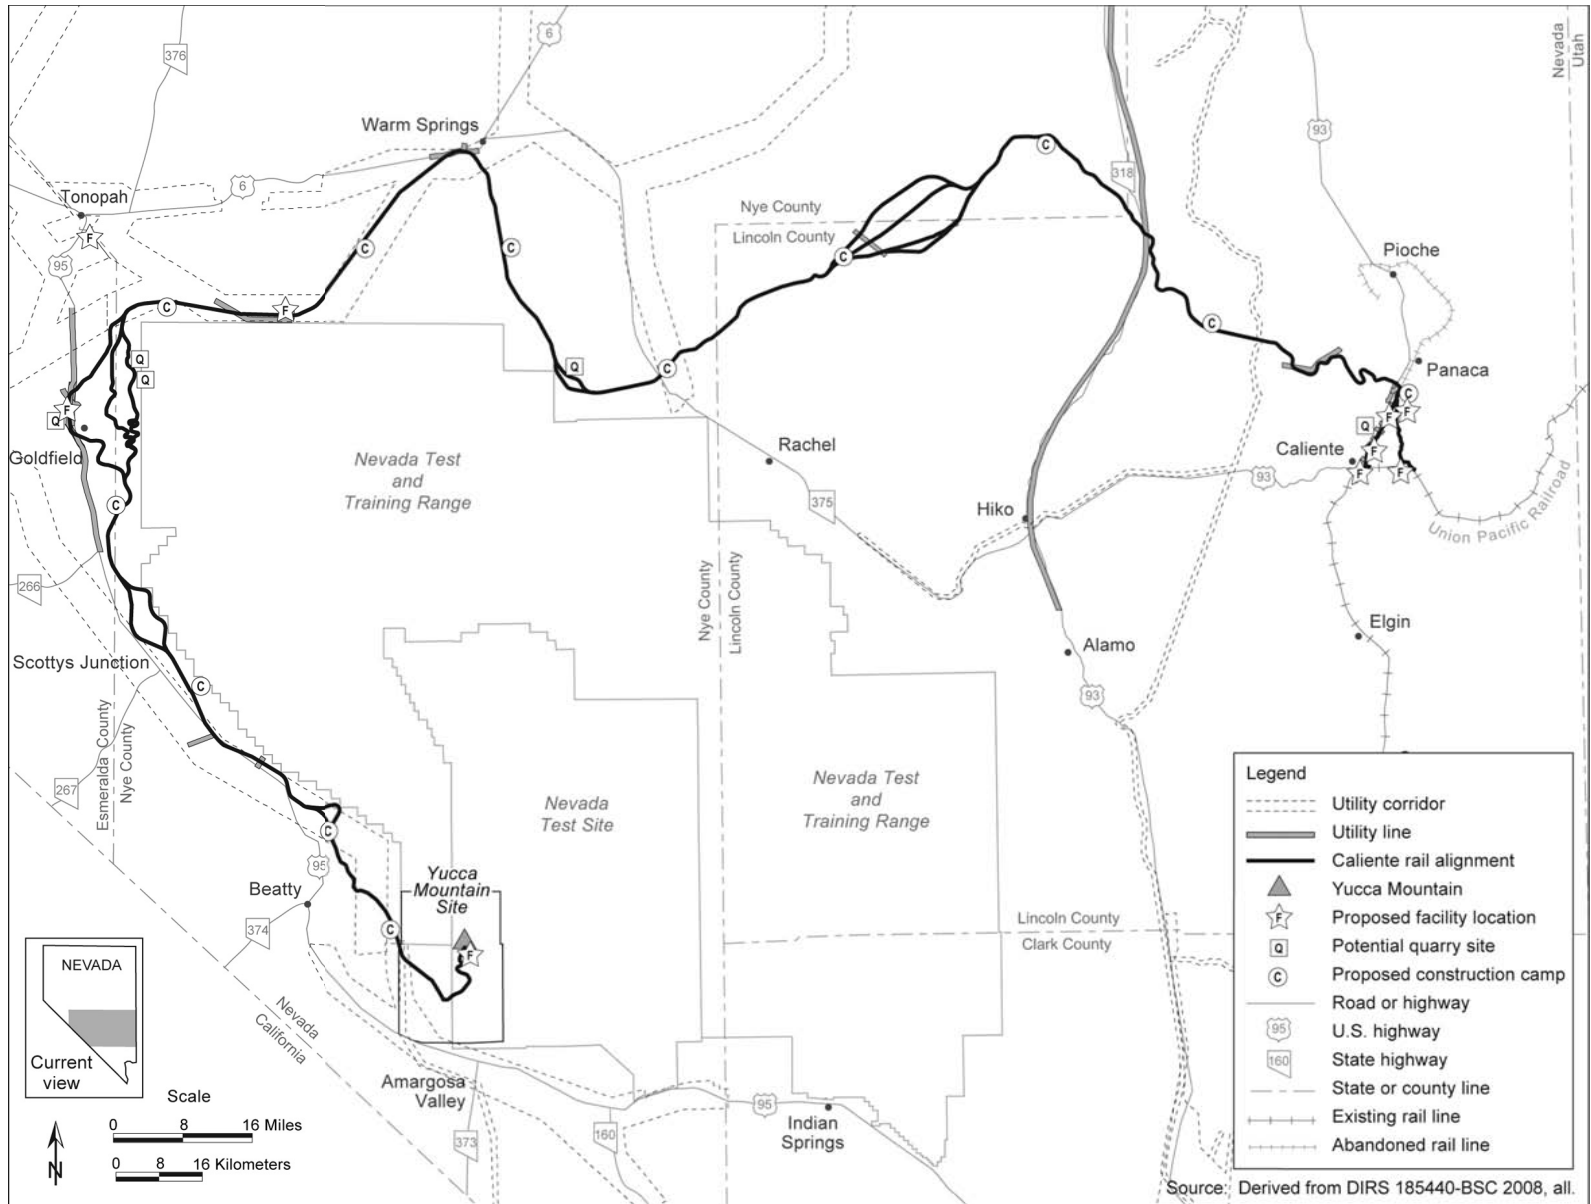 376
6
Nevada
Utah
Warm Springs
93
C
318
6
Tonopah
F
Nye County
Lincoln County
C
C
C
Pioche
95
C
F
C
Q
Q
Q
C
Panaca
F
Q
Goldfield
C
F
F
Q
F
Caliente
F
F
93
Rachel
Nevada Test
and
Training Range
375
Hiko
Union Pacific Railroad
C
266
Nye County
Lincoln County
Elgin
Alamo
Scottys Junction
C
93
Esmeralda County
Nye County
267
Nevada
Test Site
Nevada Test
and
Training Range
C
95
Beatty
374
Yucca
Mountain
Site
C
F
Lincoln County
Clark County
Nevada
California
Amargosa
Valley
373
160
95
Indian
Springs
NEVADA
Current
view
Scale
0 8 16 Miles
0 8 16 Kilometers
N
Legend
Utility corridor
Utility line
Caliente rail alignment
Yucca Mountain
F Proposed facility location
Q Potential quarry site
C Proposed construction camp
Road or highway
95 U.S. highway
160 State highway
State or county line
Existing rail line
Abandoned rail line
Source: Derived from DIRS 185440-BSC 2008, all.